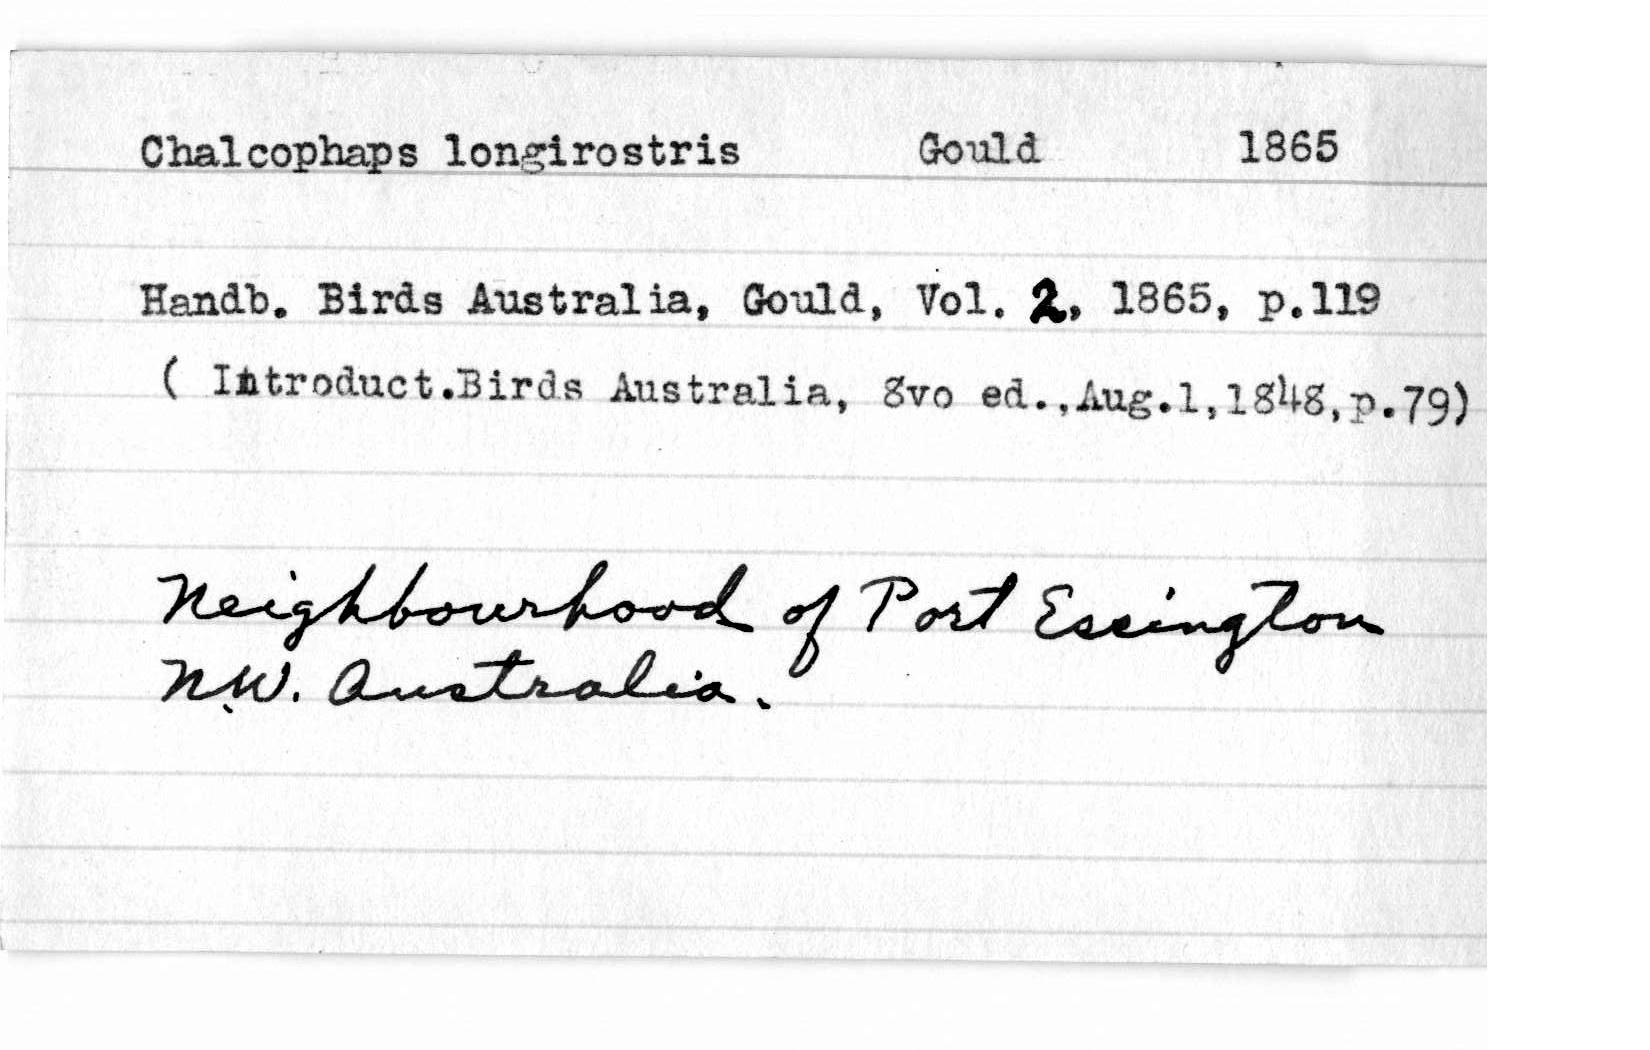 Chalcophaps longirostris Gould 1865
Handb. Birds Australia, Gould, Vol. 2, 1865, p.119
( Introduct.Birds Australia, 8vo ed.,Aug.1,1848,p.79)
Neighbourhood of Port Essington
N.W. Australia.